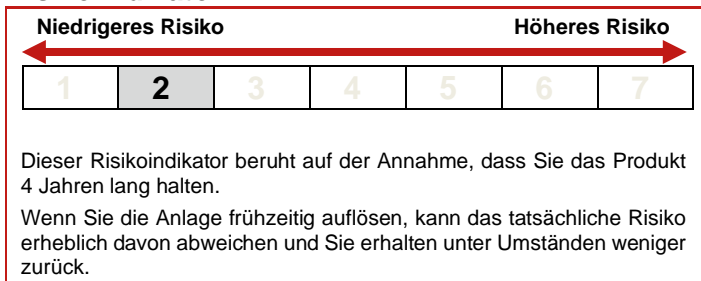 Niedrigeres Risiko Höheres Risiko
1 2 3 4 5 6 7
Dieser Risikoindikator beruht auf der Annahme, dass Sie das Produkt
4 Jahren lang halten.
Wenn Sie die Anlage frühzeitig auflösen, kann das tatsächliche Risiko
erheblich davon abweichen und Sie erhalten unter Umständen weniger
zurück.